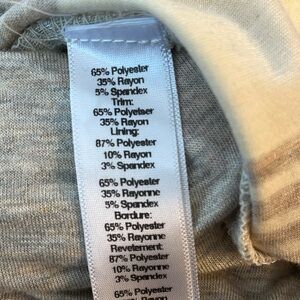 65% Polyester
35% Rayon
5% Spandex
Trim:
65% Polyetser
35% Rayon
Lining:
87% Polyester
10% Rayon
3% Spandex
65% Polyester
35% Rayonne
5% Spandex
Bordure:
65% Polyester
35% Rayonne
Revetement:
87% Polyester
10% Rayonne
3% Spandex
65% Polyester